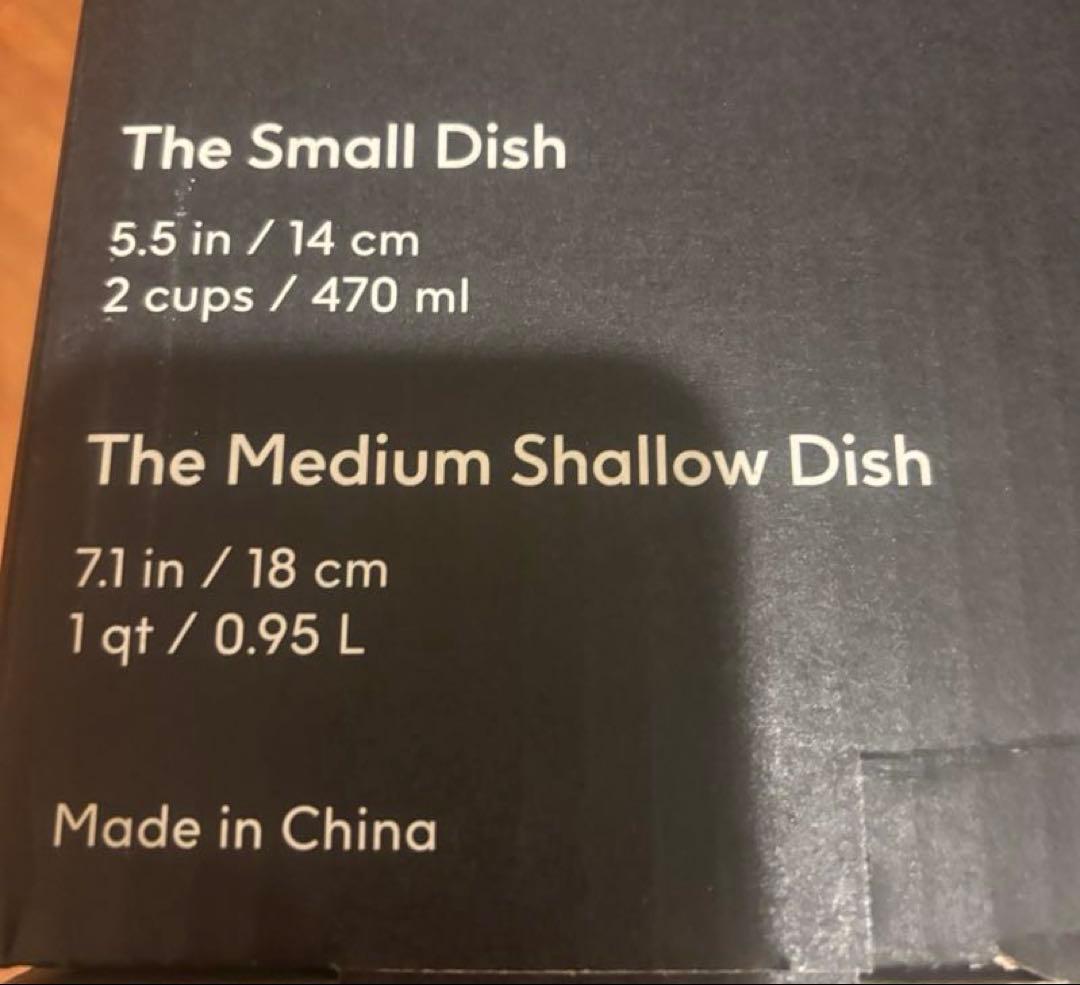 The Small Dish
5.5 in / 14 cm
2 cups / 470 ml
The Medium Shallow Dish
7.1 in / 18 cm
1 qt / 0.95 L
Made in China